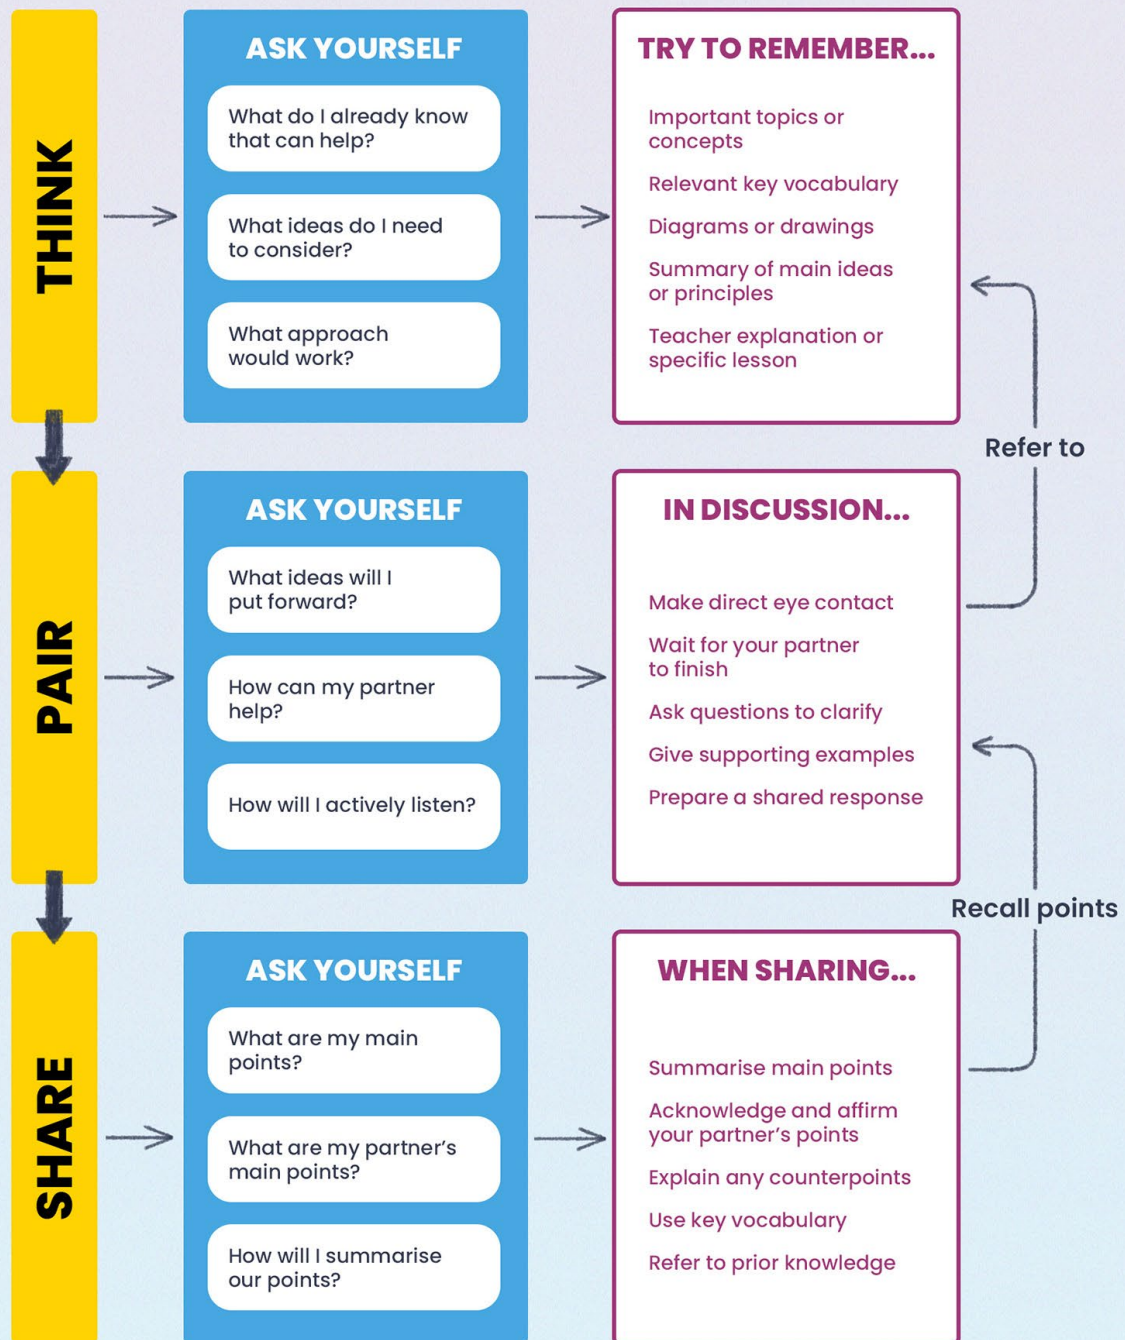 THINK
ASK YOURSELF
What do I already know
that can help?
What ideas do I need
to consider?
What approach
would work?
TRY TO REMEMBER...
Important topics or
concepts
Relevant key vocabulary
Diagrams or drawings
Summary of main ideas
or principles
Teacher explanation or
specific lesson
Refer to
PAIR
ASK YOURSELF
What ideas will I
put forward?
How can my partner
help?
How will I actively listen?
IN DISCUSSION...
Make direct eye contact
Wait for your partner
to finish
Ask questions to clarify
Give supporting examples
Prepare a shared response
Recall points
SHARE
ASK YOURSELF
What are my main
points?
What are my partner’s
main points?
How will I summarise
our points?
WHEN SHARING...
Summarise main points
Acknowledge and affirm
your partner’s points
Explain any counterpoints
Use key vocabulary
Refer to prior knowledge